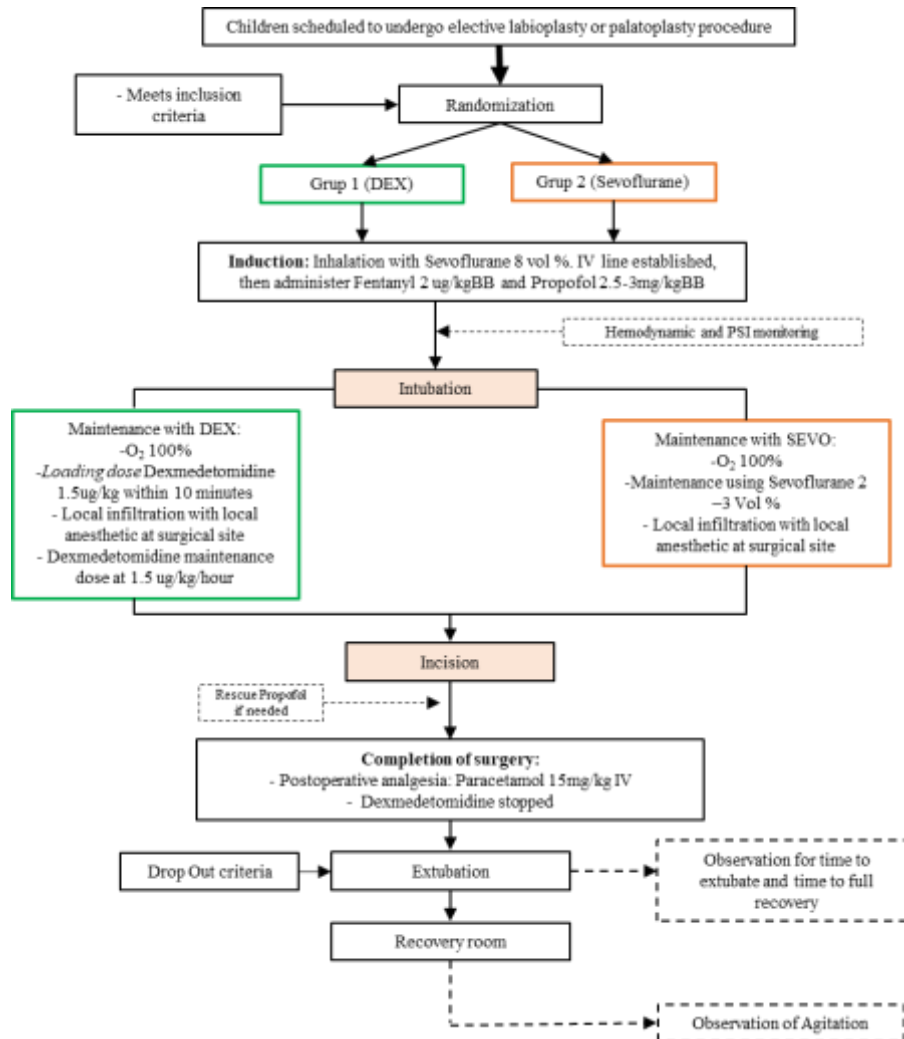 Children scheduled to undergo elective labioplasty or palatoplasty procedure
- Meets inclusion
criteria
Randomization
Grup 1 (DEX)
Grup 2 (Sevoflurane)
Induction: Inhalation with Sevoflurane 8 vol %. IV line established,
then administer Fentanyl 2 ug/kgBB and Propofol 2.5-3mg/kgBB
Hemodynamic and PSI monitoring
Intubation
Maintenance with DEX:
-O₂ 100%
-Loading dose Dexmedetomidine
1.5ug/kg within 10 minutes
- Local infiltration with local
anesthetic at surgical site
- Dexmedetomidine maintenance
dose at 1.5 ug/kg/hour
Maintenance with SEVO:
-O₂ 100%
-Maintenance using Sevoflurane 2
–3 Vol %
- Local infiltration with local
anesthetic at surgical site
Incision
Rescue Propofol
if needed
Completion of surgery:
- Postoperative analgesia: Paracetamol 15mg/kg IV
- Dexmedetomidine stopped
Drop Out criteria
Extubation
Observation for time to
extubate and time to full
recovery
Recovery room
Observation of Agitation